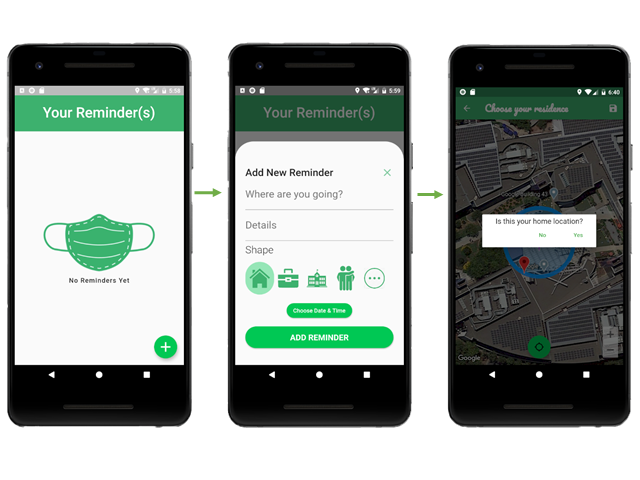 5:58
Your Reminder(s)
No Reminders Yet
5:59
Your Reminder(s)
Add New Reminder
Where are you going?
Details
Shape
Choose Date & Time
ADD REMINDER
6:40
Choose your residence
Building 43
Is this your home location?
No
Yes
Google